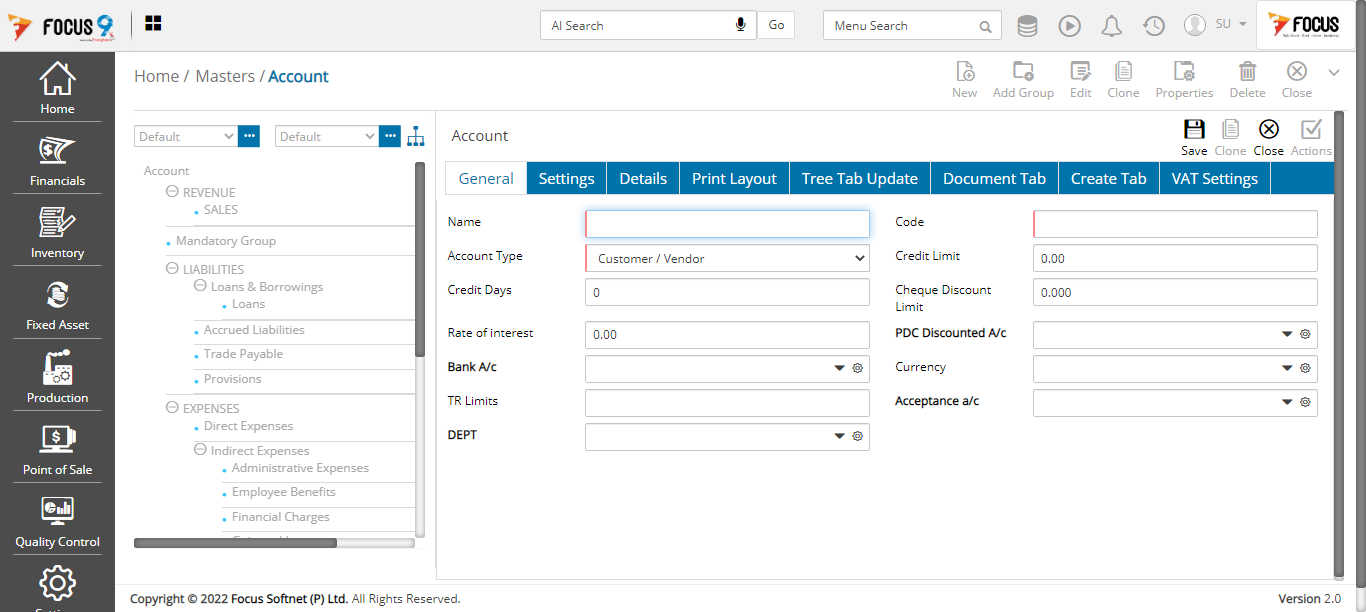 FOCUS 9
AI Search
Go
Menu Search
SU
FOCUS
Home
Financials
Inventory
Fixed Asset
Production
Point of Sale
Quality Control
Home / Masters / Account
New
Add Group
Edit
Clone
Properties
Delete
Close
Default
Default
Account
REVENUE
SALES
Mandatory Group
LIABILITIES
Loans & Borrowings
Loans
Accrued Liabilities
Trade Payable
Provisions
EXPENSES
Direct Expenses
Indirect Expenses
Administrative Expenses
Employee Benefits
Financial Charges
Account
Save
Clone
Close
Actions
General
Settings
Details
Print Layout
Tree Tab Update
Document Tab
Create Tab
VAT Settings
Name
Code
Account Type
Customer / Vendor
Credit Limit
0.00
Credit Days
0
Cheque Discount
Limit
0.000
Rate of interest
0.00
PDC Discounted A/c
Bank A/c
Currency
TR Limits
Acceptance a/c
DEPT
Copyright © 2022 Focus Softnet (P) Ltd. All Rights Reserved.
Version 2.0